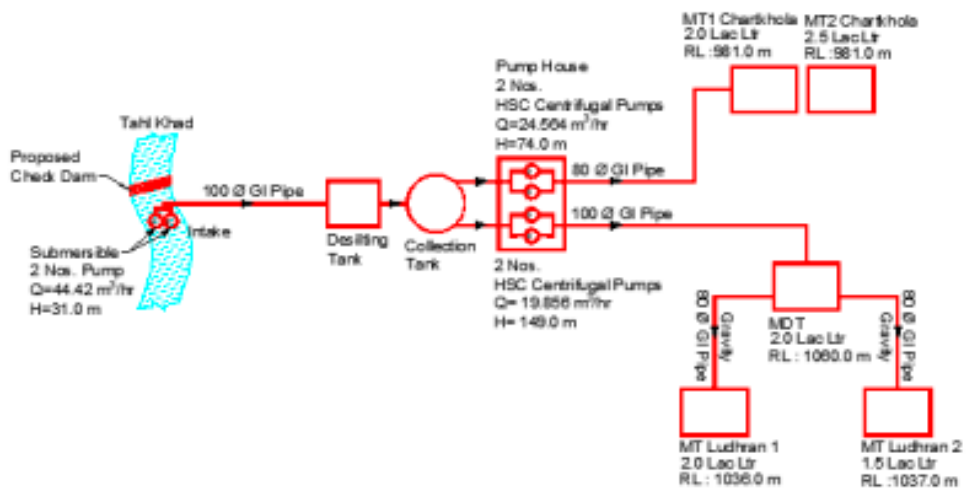 MT1 Chartkhola
2.0 Lac Ltr
RL :981.0 m
MT2 Chartkhola
2.5 Lac Ltr
RL :981.0 m
Pump House
2 Nos.
HSC Centrifugal Pumps
Q=24.564 m³/hr
H=74.0 m
Tahl Khad
Proposed
Check Dam
100 Ø GI Pipe
80 Ø GI Pipe
100 Ø GI Pipe
Intake
Submersible
2 Nos. Pump
Q=44.42 m³/hr
H=31.0 m
Desilting
Tank
Collection
Tank
2 Nos.
HSC Centrifugal Pumps
Q= 19.856 m³/hr
H= 149.0 m
MDT
2.0 Lac Ltr
RL : 1060.0 m
80 Ø GI Pipe
Gravity
Gravity
80 Ø GI Pipe
MT Ludhran 1
2.0 Lac Ltr
RL : 1036.0 m
MT Ludhran 2
1.5 Lac Ltr
RL : 1037.0 m